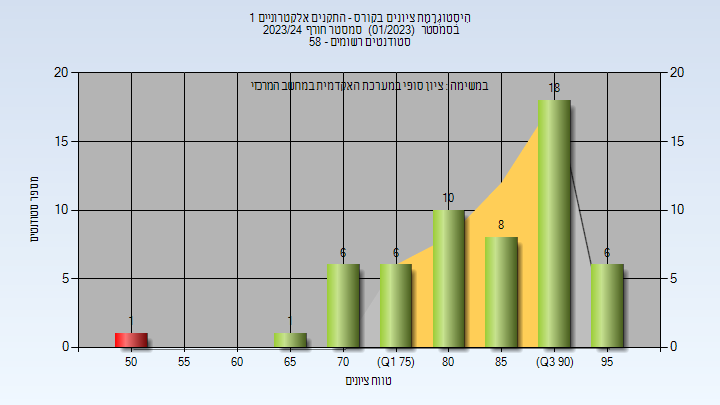 היסטוגרמת ציונים בקורס - התקנים אלקטרוניים 1
בסמסטר (01/2023) סמסטר חורף 2023/24
סטודנטים רשומים - 58
במשימה : ציון סופי במערכת האקדמית במחשב המרכזי
20 20
15 15
10 10
5 5
0 0
1 1 6 6 10 8 18 6
50 55 60 65 70 (Q1 75) 80 85 (Q3 90) 95
טווח ציונים
מספר סטודנטים